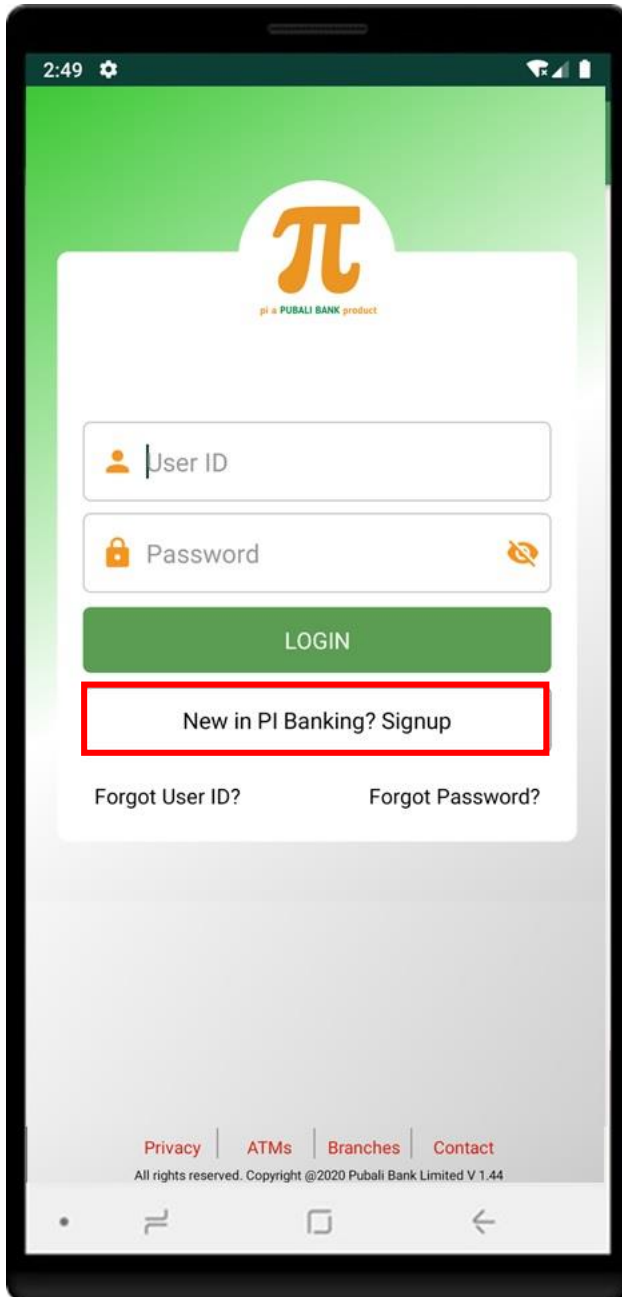 2:49
π
pi a PUBALI BANK product
User ID
Password
LOGIN
New in PI Banking? Signup
Forgot User ID? Forgot Password?
Privacy ATMs Branches Contact
All rights reserved. Copyright @2020 Pubali Bank Limited V 1.44